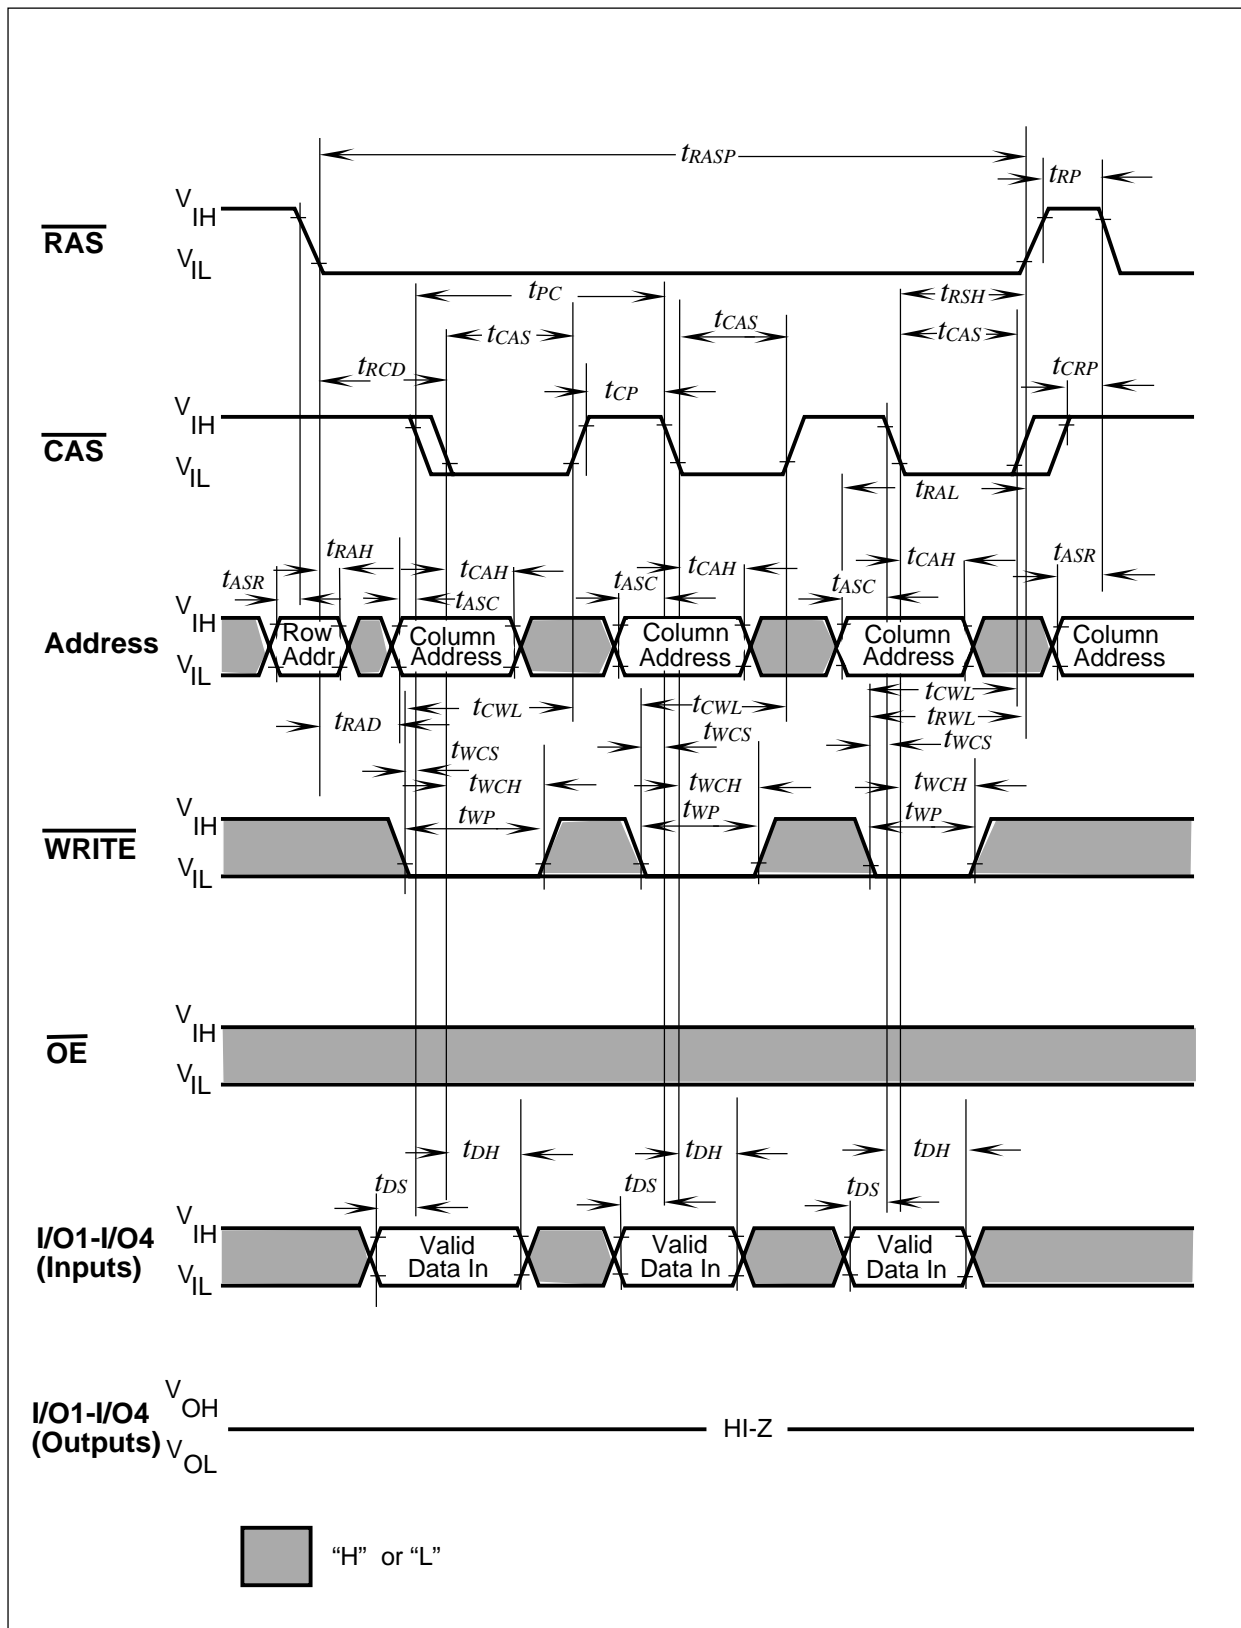 tRASP
tRP
VIH
RAS
VIL
tPC
tRSH
tCAS
tCAS
tCAS
tRCD
tCP
tCRP
VIH
CAS
VIL
tRAL
tRAH
tASR
tCAH
tASC
tASC
tCAH
tASC
tCAH
tASR
VIH
Address
VIL
Row Addr.
Column Address
Column Address
Column Address
Column Address
tRAD
tCWL
tCWL
tCWL
tRWL
tWCS
tWCS
tWCS
tWCH
tWCH
tWCH
tWP
tWP
tWP
VIH
WRITE
VIL
VIH
OE
VIL
tDH
tDH
tDH
tDS
tDS
tDS
VIH
I/O1-I/O4
(Inputs)
VIL
Valid Data In
Valid Data In
Valid Data In
VOH
I/O1-I/O4
(Outputs)
VOL
HI-Z
“H” or “L”